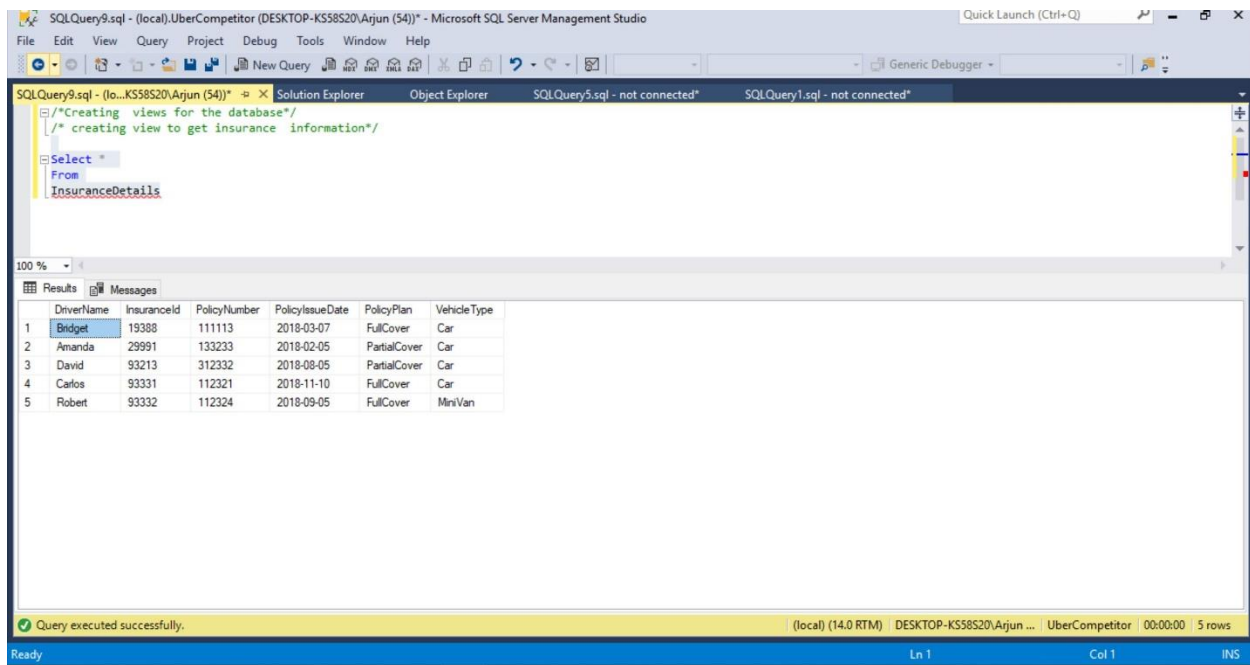 SQLQuery9.sql - (local).UberCompetitor (DESKTOP-KS58S20\Arjun (54))* - Microsoft SQL Server Management Studio
Quick Launch (Ctrl+Q)
File Edit View Query Project Debug Tools Window Help
New Query Generic Debugger
SQLQuery9.sql - (lo...KS58S20\Arjun (54))* Solution Explorer Object Explorer SQLQuery5.sql - not connected* SQLQuery1.sql - not connected*
/*Creating views for the database*/
/* creating view to get insurance information*/
Select *
From
InsuranceDetails
100 %
Results Messages
DriverName InsuranceId PolicyNumber PolicyIssueDate PolicyPlan VehicleType
1 Bridget 19388 111113 2018-03-07 FullCover Car
2 Amanda 29991 133233 2018-02-05 PartialCover Car
3 David 93213 312332 2018-08-05 PartialCover Car
4 Carlos 93331 112321 2018-11-10 FullCover Car
5 Robert 93332 112324 2018-09-05 FullCover MiniVan
Query executed successfully. (local) (14.0 RTM) DESKTOP-KS58S20\Arjun ... UberCompetitor 00:00:00 5 rows
Ready Ln 1 Col 1 INS